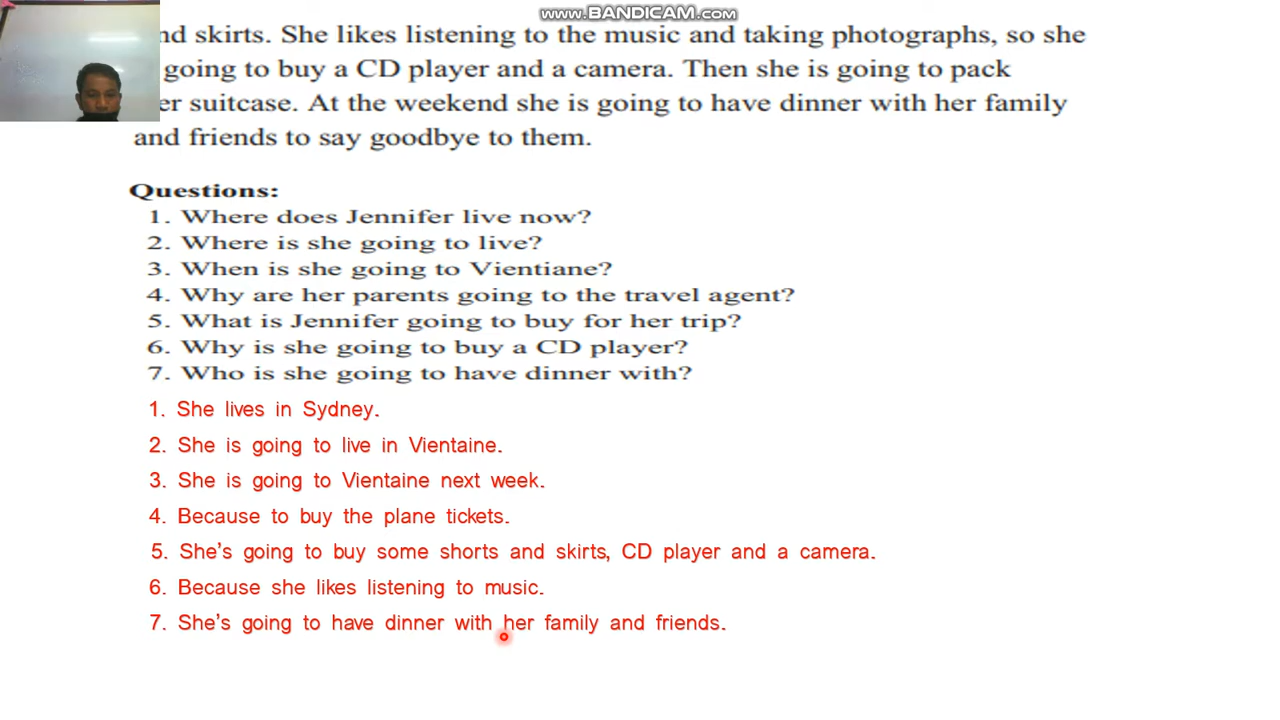 www.BANDICAM.com
nd skirts. She likes listening to the music and taking photographs, so she
going to buy a CD player and a camera. Then she is going to pack
er suitcase. At the weekend she is going to have dinner with her family
and friends to say goodbye to them.
Questions:
1. Where does Jennifer live now?
2. Where is she going to live?
3. When is she going to Vientiane?
4. Why are her parents going to the travel agent?
5. What is Jennifer going to buy for her trip?
6. Why is she going to buy a CD player?
7. Who is she going to have dinner with?
1. She lives in Sydney.
2. She is going to live in Vientaine.
3. She is going to Vientaine next week.
4. Because to buy the plane tickets.
5. She's going to buy some shorts and skirts, CD player and a camera.
6. Because she likes listening to music.
7. She's going to have dinner with her family and friends.